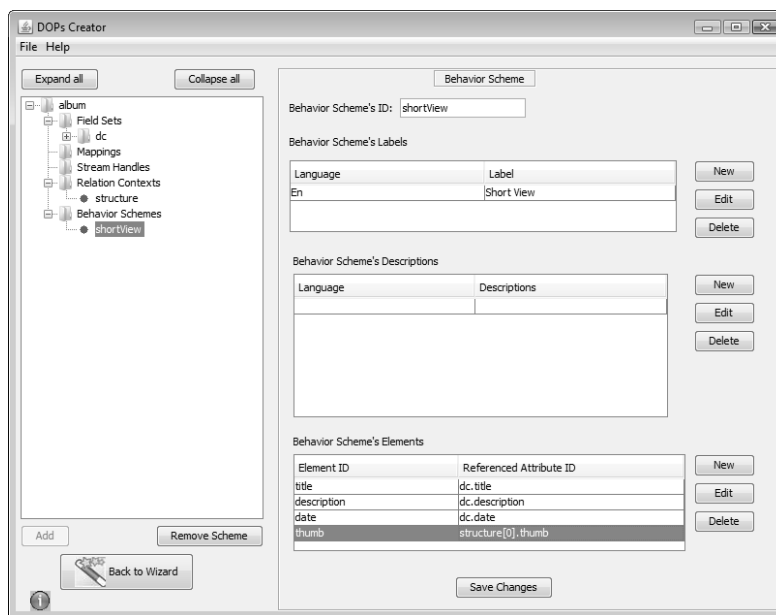 DOPs Creator
File Help
Expand all
Collapse all
album
Field Sets
dc
Mappings
Stream Handles
Relation Contexts
structure
Behavior Schemes
shortView
Add
Remove Scheme
Back to Wizard
Behavior Scheme
Behavior Scheme's ID: shortView
Behavior Scheme's Labels
Language Label
En Short View
New
Edit
Delete
Behavior Scheme's Descriptions
Language Descriptions
New
Edit
Delete
Behavior Scheme's Elements
Element ID Referenced Attribute ID
title dc.title
description dc.description
date dc.date
thumb structure[0].thumb
New
Edit
Delete
Save Changes